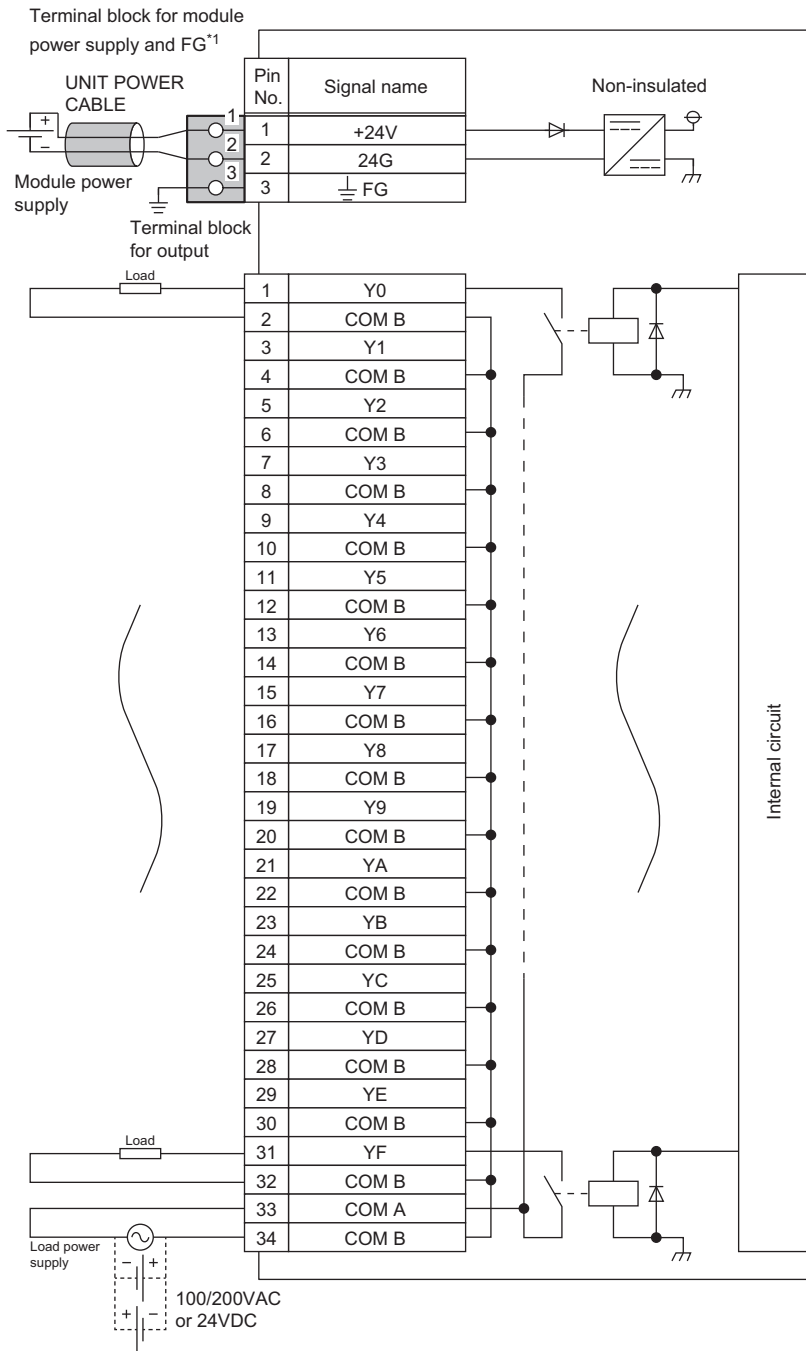 Terminal block for module
power supply and FG*1
UNIT POWER
CABLE
+
−
Module power
supply
1
2
3
Terminal block
for output
Pin
No.
Signal name
1 +24V
2 24G
3 FG
Non-insulated
Load
1 Y0
2 COM B
3 Y1
4 COM B
5 Y2
6 COM B
7 Y3
8 COM B
9 Y4
10 COM B
11 Y5
12 COM B
13 Y6
14 COM B
15 Y7
16 COM B
17 Y8
18 COM B
19 Y9
20 COM B
21 YA
22 COM B
23 YB
24 COM B
25 YC
26 COM B
27 YD
28 COM B
29 YE
30 COM B
Load
31 YF
32 COM B
33 COM A
34 COM B
Internal circuit
Load power
supply
− +
+ −
100/200VAC
or 24VDC